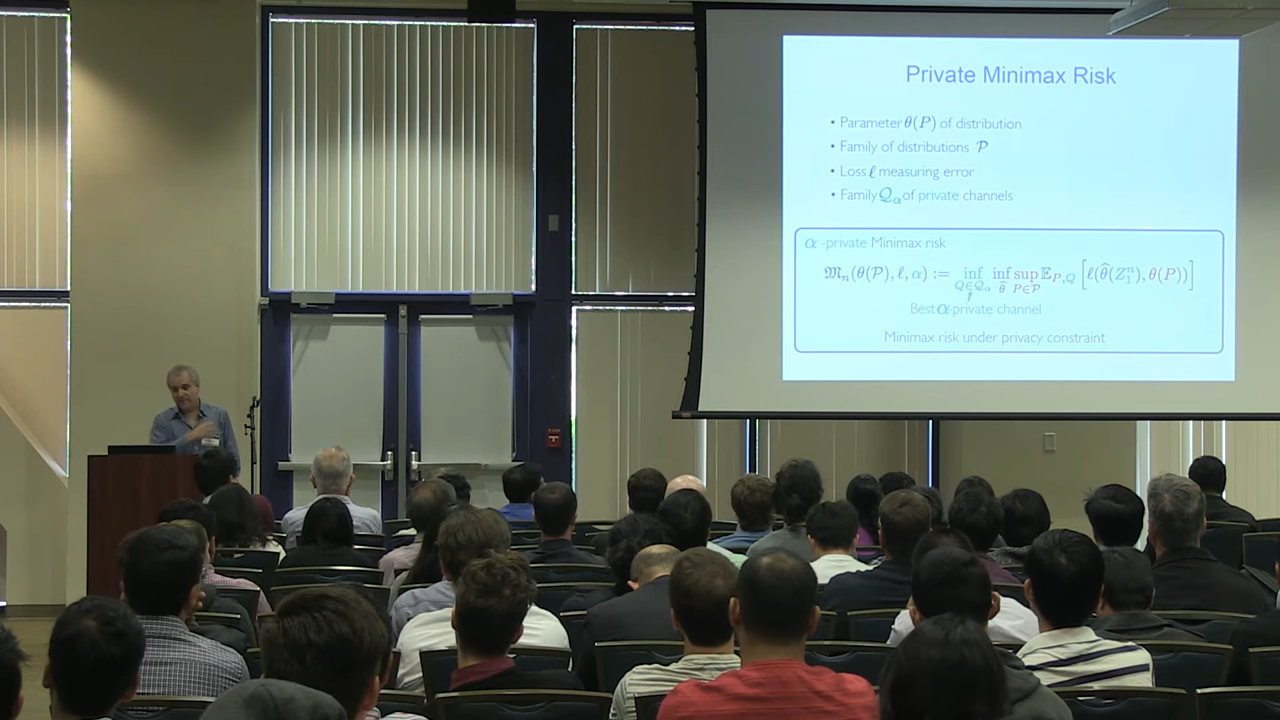 Private Minimax Risk
• Parameter θ(P) of distribution
• Family of distributions 𝒫
• Loss ℓ measuring error
• Family 𝒬α of private channels
α -private Minimax risk
𝔐n(θ(𝒫), ℓ, α) := inf Q∈𝒬α inf θ̂ sup P∈𝒫 𝔼P,Q [ℓ(θ̂(Z₁ⁿ), θ(P))]
Best α-private channel
Minimax risk under privacy constraint